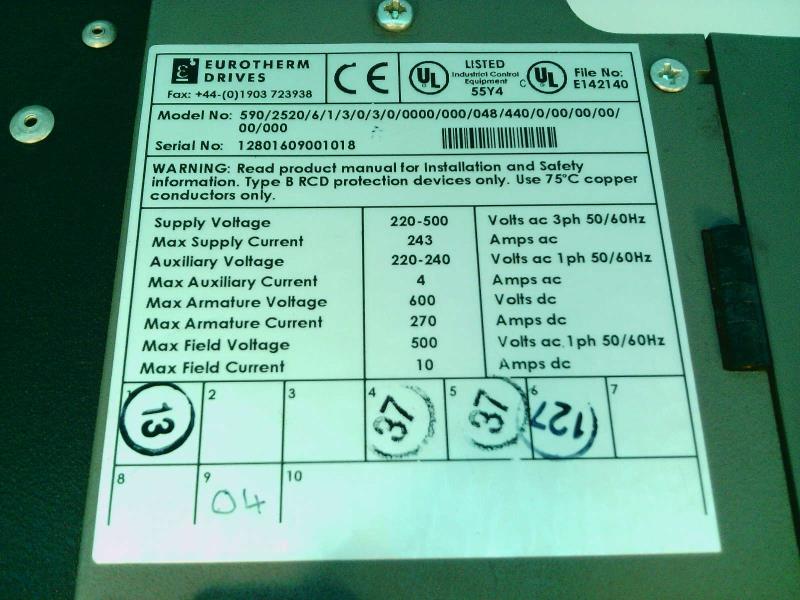 EUROTHERM
DRIVES
Fax: +44-(0)1903 723938
CE
UL
LISTED
Industrial Control
Equipment
55Y4
C UL
File No:
E142140
Model No: 590/2520/6/1/3/0/3/0/0000/000/048/440/0/00/00/00/
00/000
Serial No: 12801609001018
WARNING: Read product manual for Installation and Safety
information. Type B RCD protection devices only. Use 75°C copper
conductors only.
Supply Voltage 220-500 Volts ac 3ph 50/60Hz
Max Supply Current 243 Amps ac
Auxiliary Voltage 220-240 Volts ac 1ph 50/60Hz
Max Auxiliary Current 4 Amps ac
Max Armature Voltage 600 Volts dc
Max Armature Current 270 Amps dc
Max Field Voltage 500 Volts ac 1ph 50/60Hz
Max Field Current 10 Amps dc
1 2 3 4 5 6 7
13 37 37 127
8 9 10
04